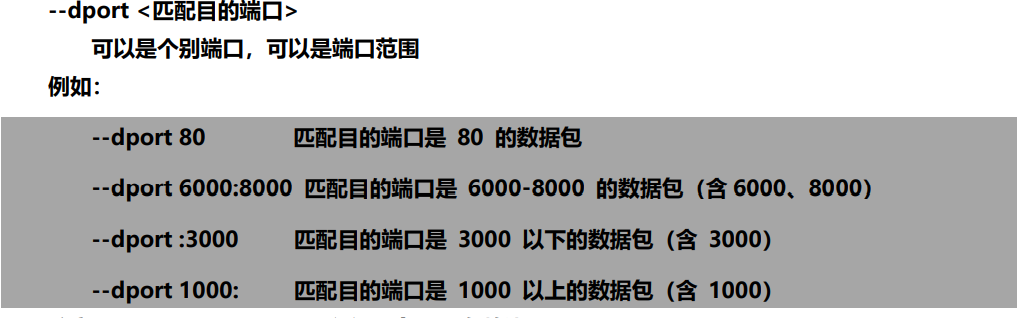 --dport <匹配目的端口>
可以是个别端口，可以是端口范围
例如：
--dport 80 匹配目的端口是 80 的数据包
--dport 6000:8000 匹配目的端口是 6000-8000 的数据包（含6000、8000）
--dport :3000 匹配目的端口是 3000 以下的数据包（含 3000）
--dport 1000: 匹配目的端口是 1000 以上的数据包（含 1000）